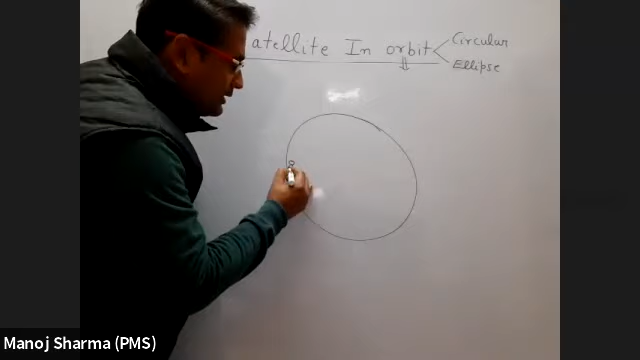 atellite In orbit
Circular
Ellipse
Manoj Sharma (PMS)